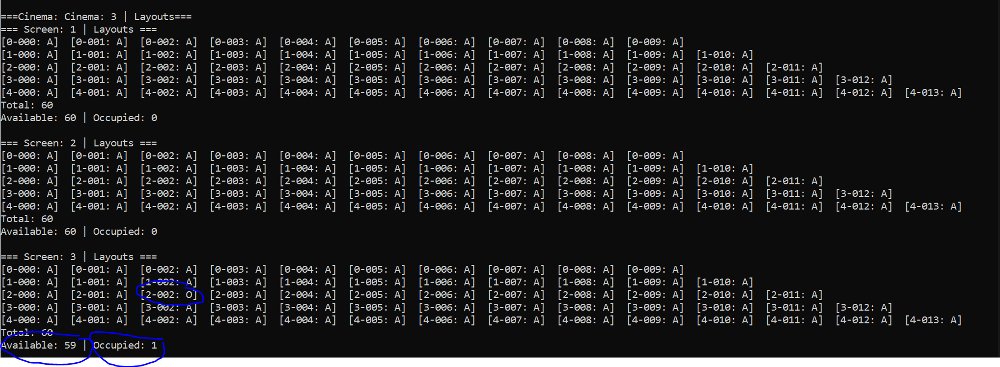 ===Cinema: Cinema: 3 | Layouts===
=== Screen: 1 | Layouts ===
[0-000: A]  [0-001: A]  [0-002: A]  [0-003: A]  [0-004: A]  [0-005: A]  [0-006: A]  [0-007: A]  [0-008: A]  [0-009: A]
[1-000: A]  [1-001: A]  [1-002: A]  [1-003: A]  [1-004: A]  [1-005: A]  [1-006: A]  [1-007: A]  [1-008: A]  [1-009: A]  [1-010: A]
[2-000: A]  [2-001: A]  [2-002: A]  [2-003: A]  [2-004: A]  [2-005: A]  [2-006: A]  [2-007: A]  [2-008: A]  [2-009: A]  [2-010: A]  [2-011: A]
[3-000: A]  [3-001: A]  [3-002: A]  [3-003: A]  [3-004: A]  [3-005: A]  [3-006: A]  [3-007: A]  [3-008: A]  [3-009: A]  [3-010: A]  [3-011: A]  [3-012: A]
[4-000: A]  [4-001: A]  [4-002: A]  [4-003: A]  [4-004: A]  [4-005: A]  [4-006: A]  [4-007: A]  [4-008: A]  [4-009: A]  [4-010: A]  [4-011: A]  [4-012: A]  [4-013: A]
Total: 60
Available: 60 | Occupied: 0
=== Screen: 2 | Layouts ===
[0-000: A]  [0-001: A]  [0-002: A]  [0-003: A]  [0-004: A]  [0-005: A]  [0-006: A]  [0-007: A]  [0-008: A]  [0-009: A]
[1-000: A]  [1-001: A]  [1-002: A]  [1-003: A]  [1-004: A]  [1-005: A]  [1-006: A]  [1-007: A]  [1-008: A]  [1-009: A]  [1-010: A]
[2-000: A]  [2-001: A]  [2-002: A]  [2-003: A]  [2-004: A]  [2-005: A]  [2-006: A]  [2-007: A]  [2-008: A]  [2-009: A]  [2-010: A]  [2-011: A]
[3-000: A]  [3-001: A]  [3-002: A]  [3-003: A]  [3-004: A]  [3-005: A]  [3-006: A]  [3-007: A]  [3-008: A]  [3-009: A]  [3-010: A]  [3-011: A]  [3-012: A]
[4-000: A]  [4-001: A]  [4-002: A]  [4-003: A]  [4-004: A]  [4-005: A]  [4-006: A]  [4-007: A]  [4-008: A]  [4-009: A]  [4-010: A]  [4-011: A]  [4-012: A]  [4-013: A]
Total: 60
Available: 60 | Occupied: 0
=== Screen: 3 | Layouts ===
[0-000: A]  [0-001: A]  [0-002: A]  [0-003: A]  [0-004: A]  [0-005: A]  [0-006: A]  [0-007: A]  [0-008: A]  [0-009: A]
[1-000: A]  [1-001: A]  [1-002: A]  [1-003: A]  [1-004: A]  [1-005: A]  [1-006: A]  [1-007: A]  [1-008: A]  [1-009: A]  [1-010: A]
[2-000: A]  [2-001: A]  [2-002: O]  [2-003: A]  [2-004: A]  [2-005: A]  [2-006: A]  [2-007: A]  [2-008: A]  [2-009: A]  [2-010: A]  [2-011: A]
[3-000: A]  [3-001: A]  [3-002: A]  [3-003: A]  [3-004: A]  [3-005: A]  [3-006: A]  [3-007: A]  [3-008: A]  [3-009: A]  [3-010: A]  [3-011: A]  [3-012: A]
[4-000: A]  [4-001: A]  [4-002: A]  [4-003: A]  [4-004: A]  [4-005: A]  [4-006: A]  [4-007: A]  [4-008: A]  [4-009: A]  [4-010: A]  [4-011: A]  [4-012: A]  [4-013: A]
Total: 60
Available: 59 | Occupied: 1